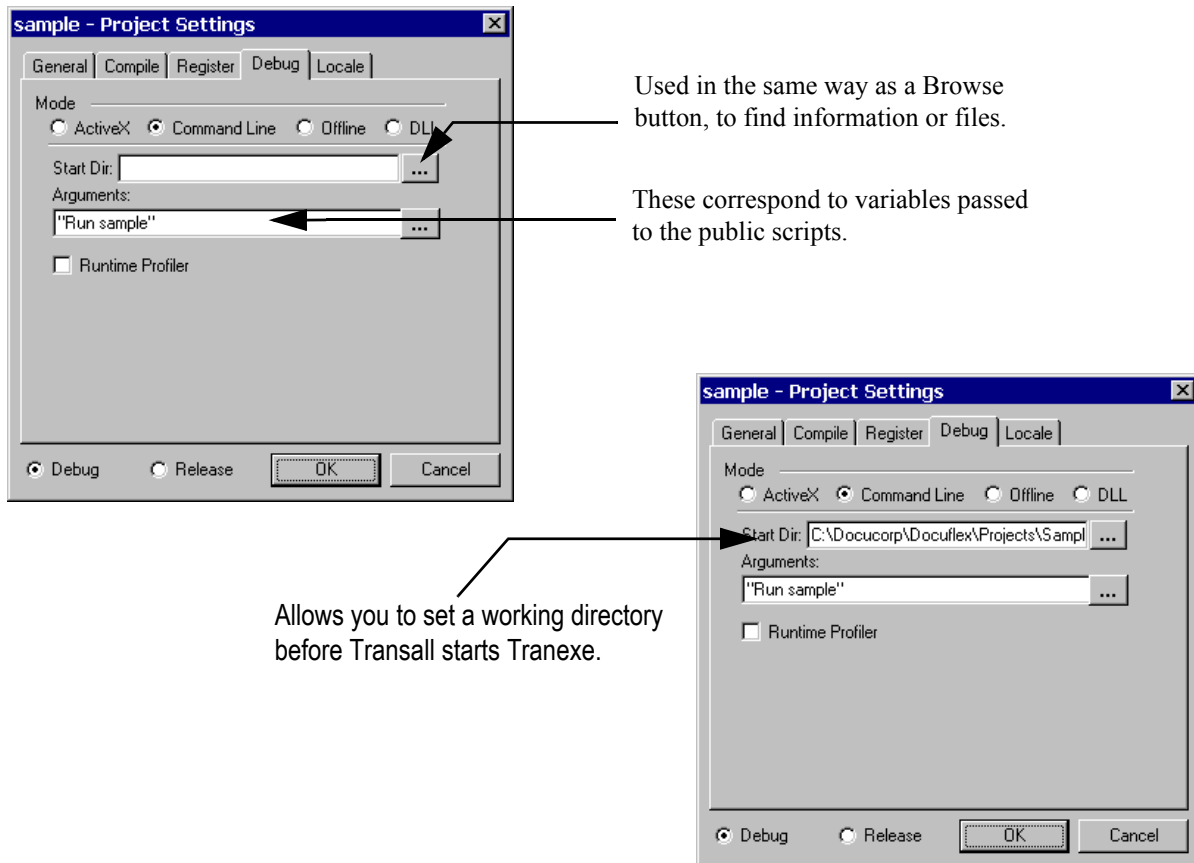 sample - Project Settings
General Compile Register Debug Locale
Mode
ActiveX Command Line Offline DLL
Start Dir: ...
Arguments:
"Run sample" ...
Runtime Profiler
Debug Release OK Cancel
Used in the same way as a Browse
button, to find information or files.
These correspond to variables passed
to the public scripts.
Allows you to set a working directory
before Transall starts Tranexe.
sample - Project Settings
General Compile Register Debug Locale
Mode
ActiveX Command Line Offline DLL
Start Dir: C:\Docucorp\Docuflex\Projects\Sampl ...
Arguments:
"Run sample" ...
Runtime Profiler
Debug Release OK Cancel